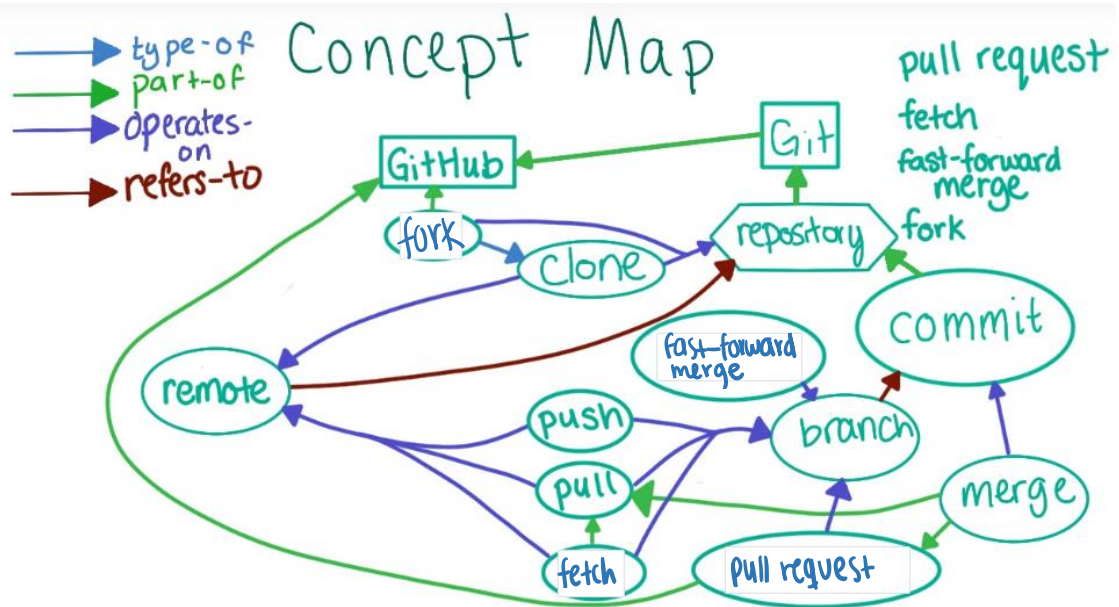 Concept Map
type-of
part-of
operates-
on
refers-to
pull request
fetch
fast-forward
merge
fork
GitHub
Git
fork
clone
repository
commit
fast-forward
merge
remote
push
branch
pull
merge
fetch
pull request